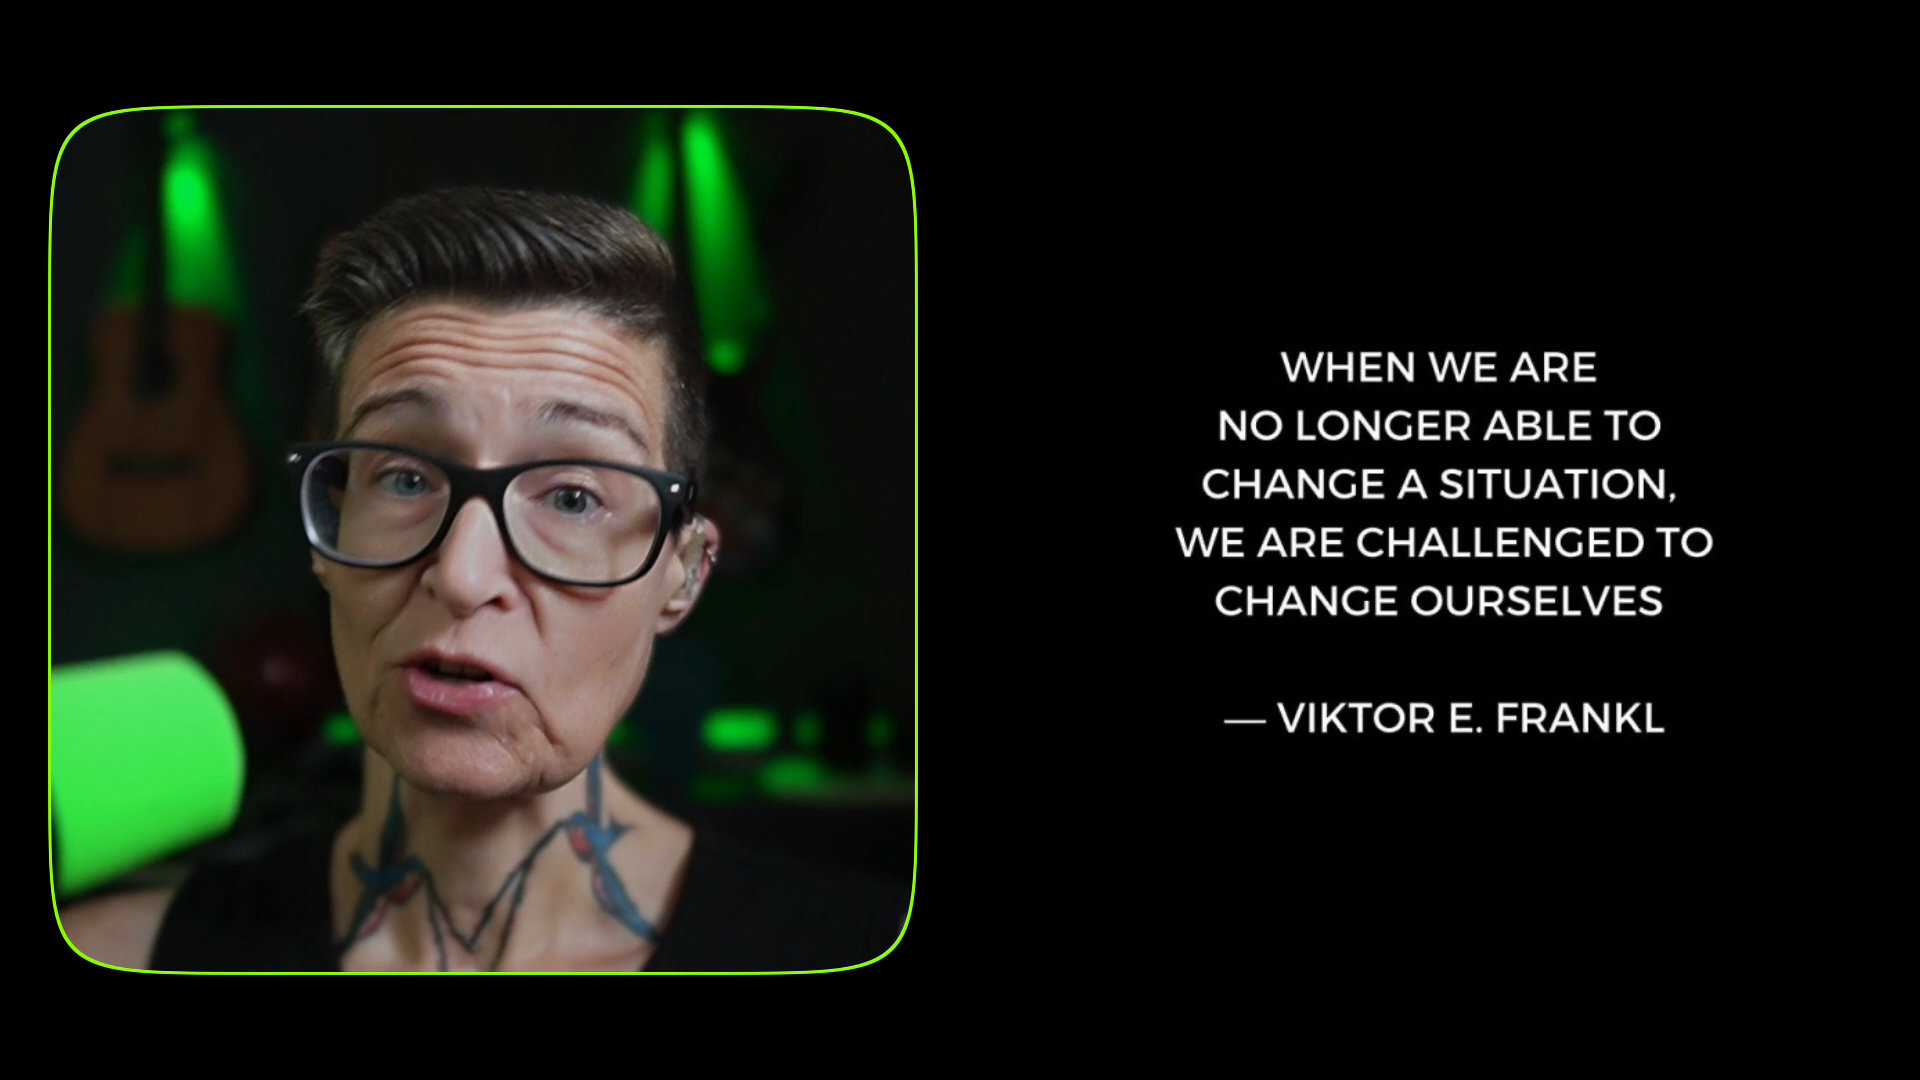 WHEN WE ARE
NO LONGER ABLE TO
CHANGE A SITUATION,
WE ARE CHALLENGED TO
CHANGE OURSELVES
— VIKTOR E. FRANKL